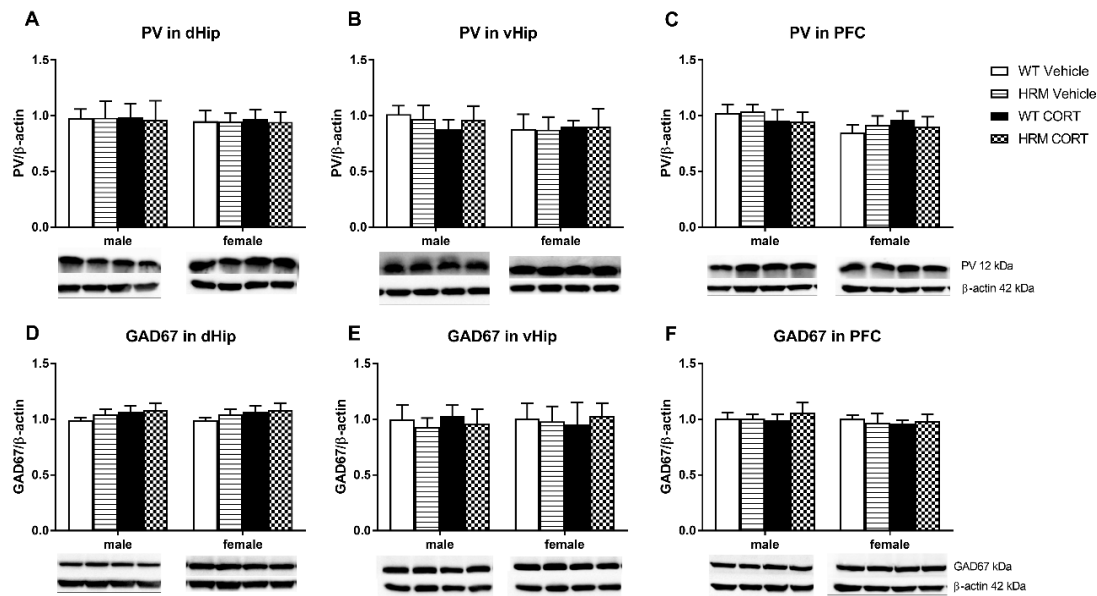 A
PV in dHip
1.5
1.0
0.5
0.0
PV/β-actin
male
female
B
PV in vHip
1.5
1.0
0.5
0.0
PV/β-actin
male
female
C
PV in PFC
1.5
1.0
0.5
0.0
PV/β-actin
male
female
WT Vehicle
HRM Vehicle
WT CORT
HRM CORT
PV 12 kDa
β-actin 42 kDa
D
GAD67 in dHip
1.5
1.0
0.5
0.0
GAD67/β-actin
male
female
E
GAD67 in vHip
1.5
1.0
0.5
0.0
GAD67/β-actin
male
female
F
GAD67 in PFC
1.5
1.0
0.5
0.0
GAD67/β-actin
male
female
GAD67 kDa
β-actin 42 kDa